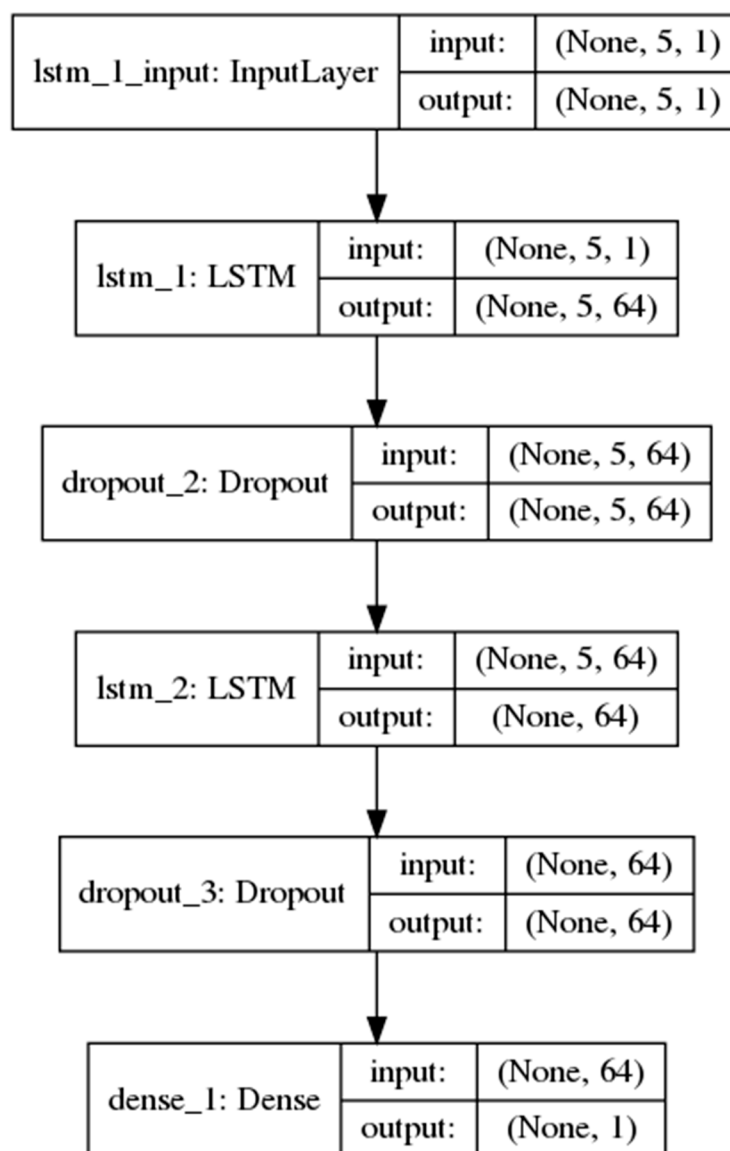 lstm_1_input: InputLayer
input: (None, 5, 1)
output: (None, 5, 1)
lstm_1: LSTM
input: (None, 5, 1)
output: (None, 5, 64)
dropout_2: Dropout
input: (None, 5, 64)
output: (None, 5, 64)
lstm_2: LSTM
input: (None, 5, 64)
output: (None, 64)
dropout_3: Dropout
input: (None, 64)
output: (None, 64)
dense_1: Dense
input: (None, 64)
output: (None, 1)